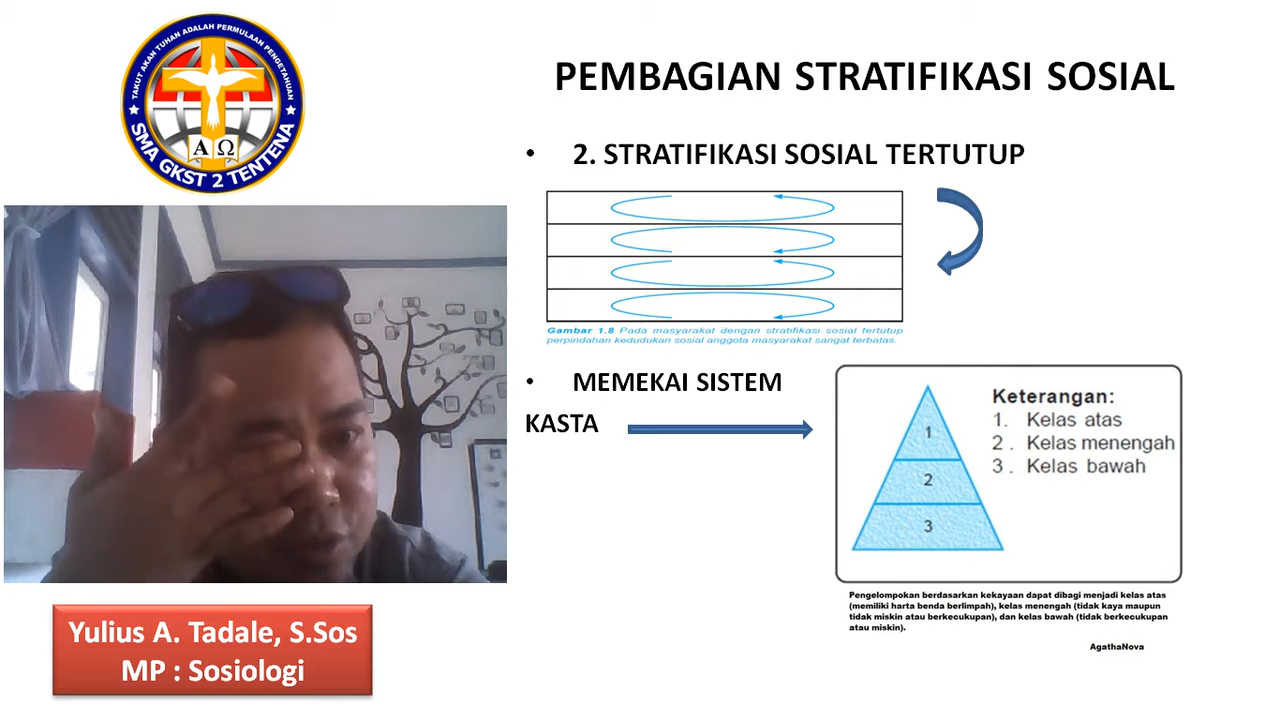 TAKUT AKAN TUHAN ADALAH PERMULAAN PENGETAHUAN
A Ω
SMA GKST 2 TENTENA
PEMBAGIAN STRATIFIKASI SOSIAL
• 2. STRATIFIKASI SOSIAL TERTUTUP
Gambar 1.8 Pada masyarakat dengan stratifikasi sosial tertutup
perpindahan kedudukan sosial anggota masyarakat sangat terbatas.
• MEMEKAI SISTEM
KASTA
1
2
3
Keterangan:
1. Kelas atas
2 . Kelas menengah
3 . Kelas bawah
Pengelompokan berdasarkan kekayaan dapat dibagi menjadi kelas atas
(memiliki harta benda berlimpah), kelas menengah (tidak kaya maupun
tidak miskin atau berkecukupan), dan kelas bawah (tidak berkecukupan
atau miskin).
AgathaNova
Yulius A. Tadale, S.Sos
MP : Sosiologi